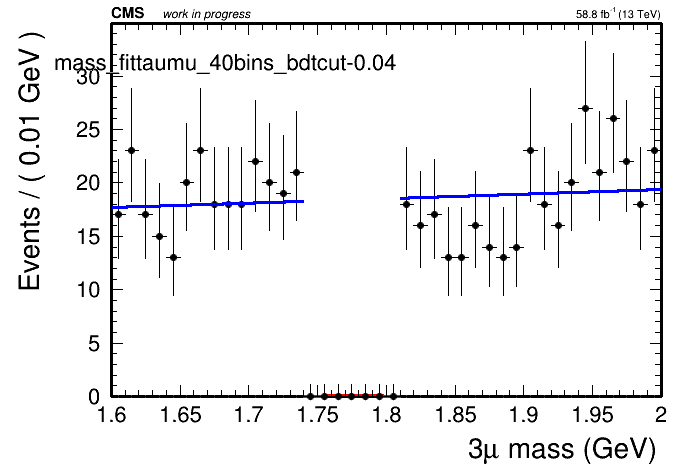 CMS work in progress 58.8 fb⁻¹ (13 TeV)
mass_fittaumu_40bins_bdtcut-0.04
Events / ( 0.01 GeV )
30
25
20
15
10
5
0
1.6 1.65 1.7 1.75 1.8 1.85 1.9 1.95 2
3μ mass (GeV)